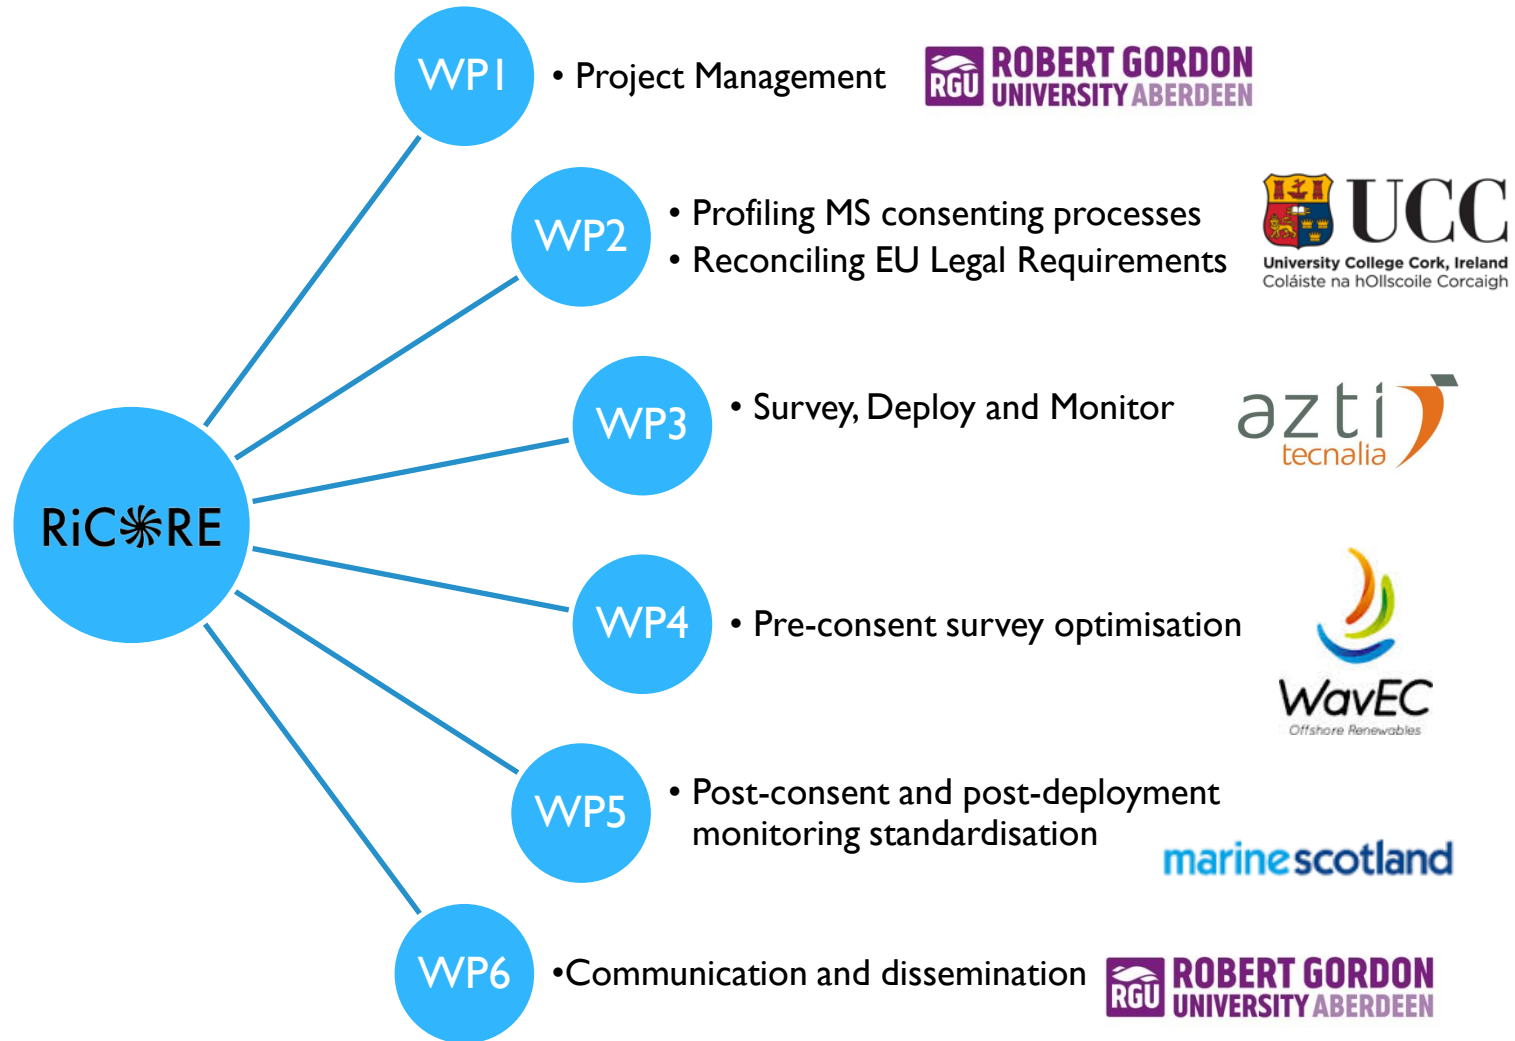 WP1
• Project Management
RGU
ROBERT GORDON
UNIVERSITY ABERDEEN
WP2
• Profiling MS consenting processes
• Reconciling EU Legal Requirements
UCC
University College Cork, Ireland
Coláiste na hOllscoile Corcaigh
WP3
• Survey, Deploy and Monitor
azti
tecnalia
RiCORE
WP4
• Pre-consent survey optimisation
WavEC
Offshore Renewables
WP5
• Post-consent and post-deployment
monitoring standardisation
marinescotland
WP6
•Communication and dissemination
RGU
ROBERT GORDON
UNIVERSITY ABERDEEN